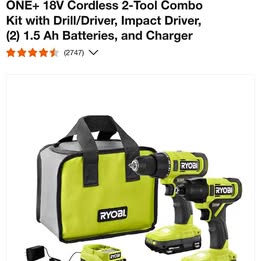 ONE+ 18V Cordless 2-Tool Combo
Kit with Drill/Driver, Impact Driver,
(2) 1.5 Ah Batteries, and Charger
(2747)
RYOBI
RYOBI
RYOBI